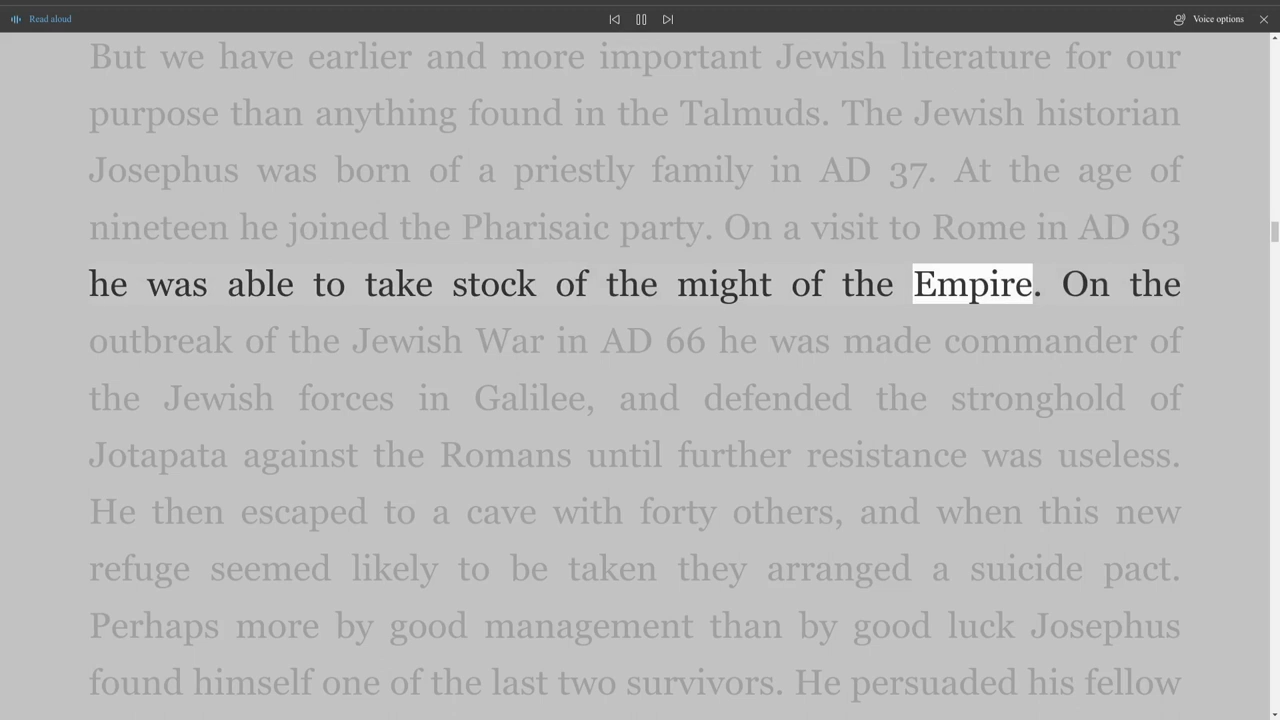 Read aloud
Voice options
But we have earlier and more important Jewish literature for our
purpose than anything found in the Talmuds. The Jewish historian
Josephus was born of a priestly family in AD 37. At the age of
nineteen he joined the Pharisaic party. On a visit to Rome in AD 63
he was able to take stock of the might of the Empire. On the
outbreak of the Jewish War in AD 66 he was made commander of
the Jewish forces in Galilee, and defended the stronghold of
Jotapata against the Romans until further resistance was useless.
He then escaped to a cave with forty others, and when this new
refuge seemed likely to be taken they arranged a suicide pact.
Perhaps more by good management than by good luck Josephus
found himself one of the last two survivors. He persuaded his fellow